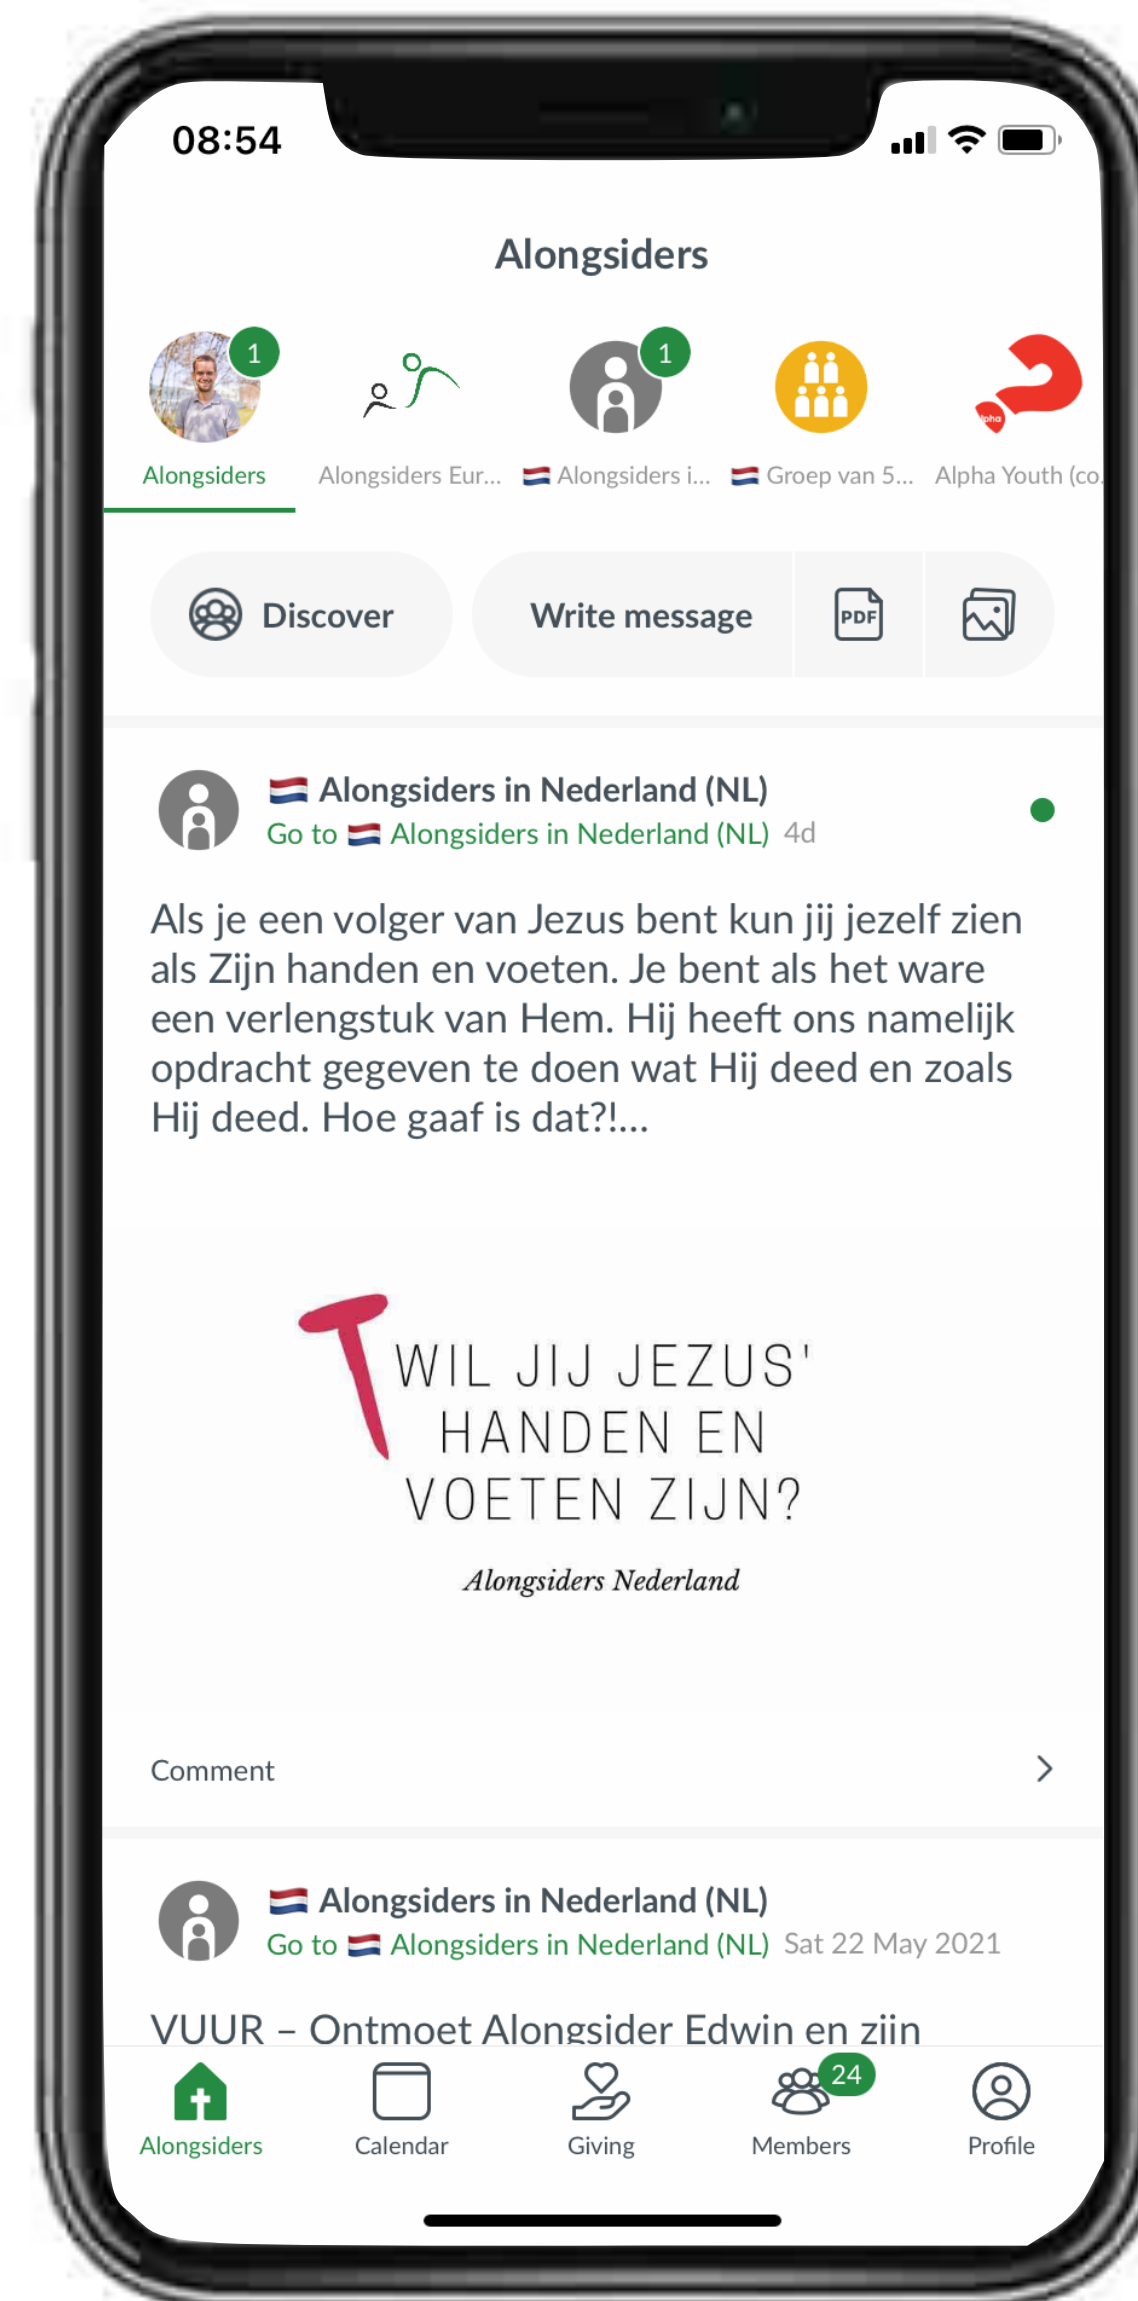 08:54
Alongsiders
1
1
lpha
Alongsiders
Alongsiders Eur...
Alongsiders i...
Groep van 5...
Alpha Youth (co.
Discover
Write message
PDF
Alongsiders in Nederland (NL)
Go to Alongsiders in Nederland (NL) 4d
Als je een volger van Jezus bent kun jij jezelf zien
als Zijn handen en voeten. Je bent als het ware
een verlengstuk van Hem. Hij heeft ons namelijk
opdracht gegeven te doen wat Hij deed en zoals
Hij deed. Hoe gaaf is dat?!...
WIL JIJ JEZUS'
HANDEN EN
VOETEN ZIJN?
Alongsiders Nederland
Comment
Alongsiders in Nederland (NL)
Go to Alongsiders in Nederland (NL) Sat 22 May 2021
VUUR – Ontmoet Alongsider Edwin en zijn
24
Alongsiders
Calendar
Giving
Members
Profile